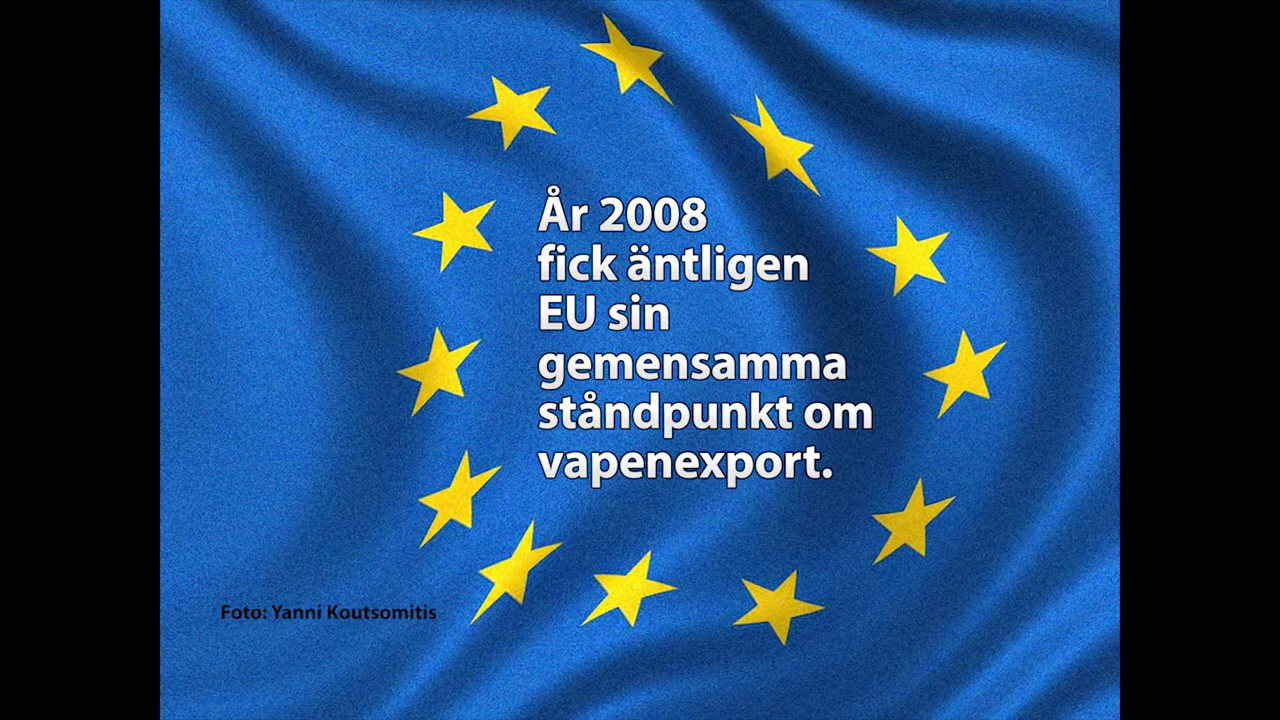 År 2008
fick äntligen
EU sin
gemensamma
ståndpunkt om
vapenexport.
Foto: Yanni Koutsomitis